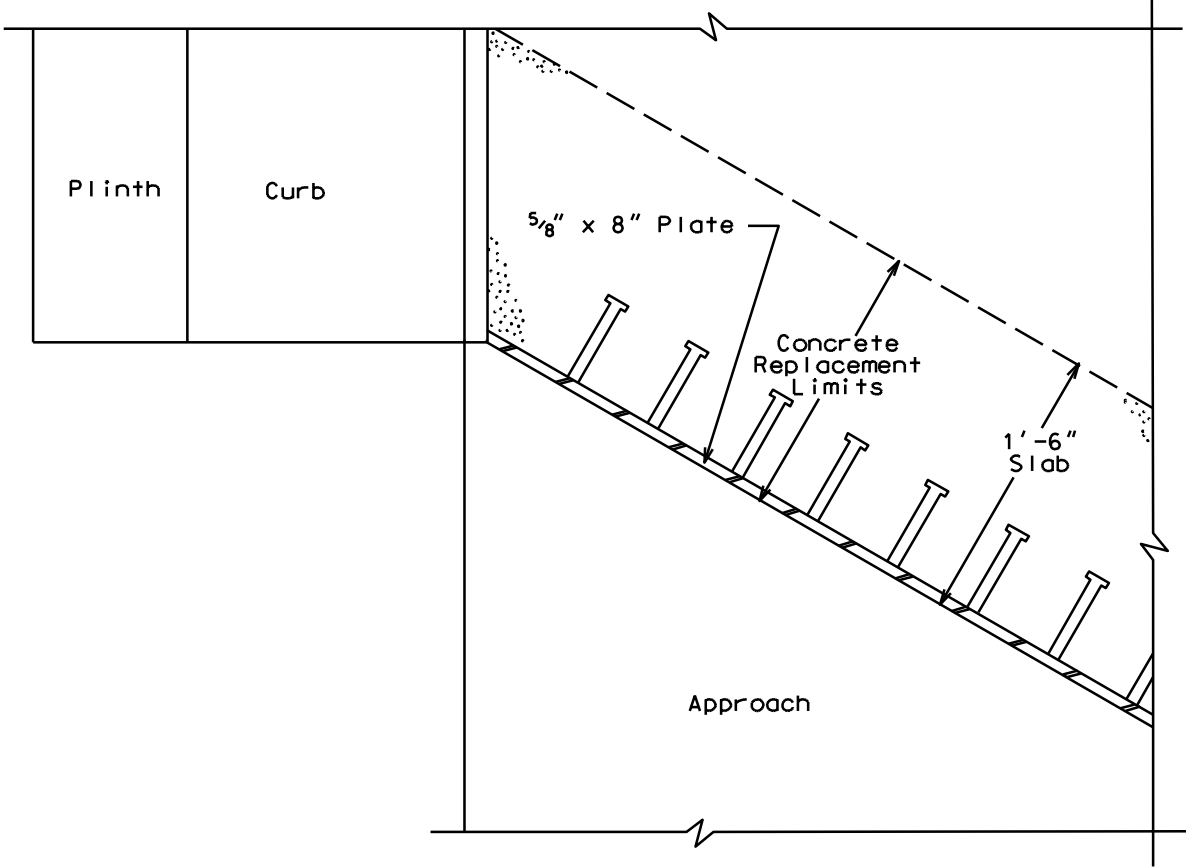 Plinth
Curb
5/8" x 8" Plate
Concrete
Replacement
Limits
1'-6"
Slab
Approach